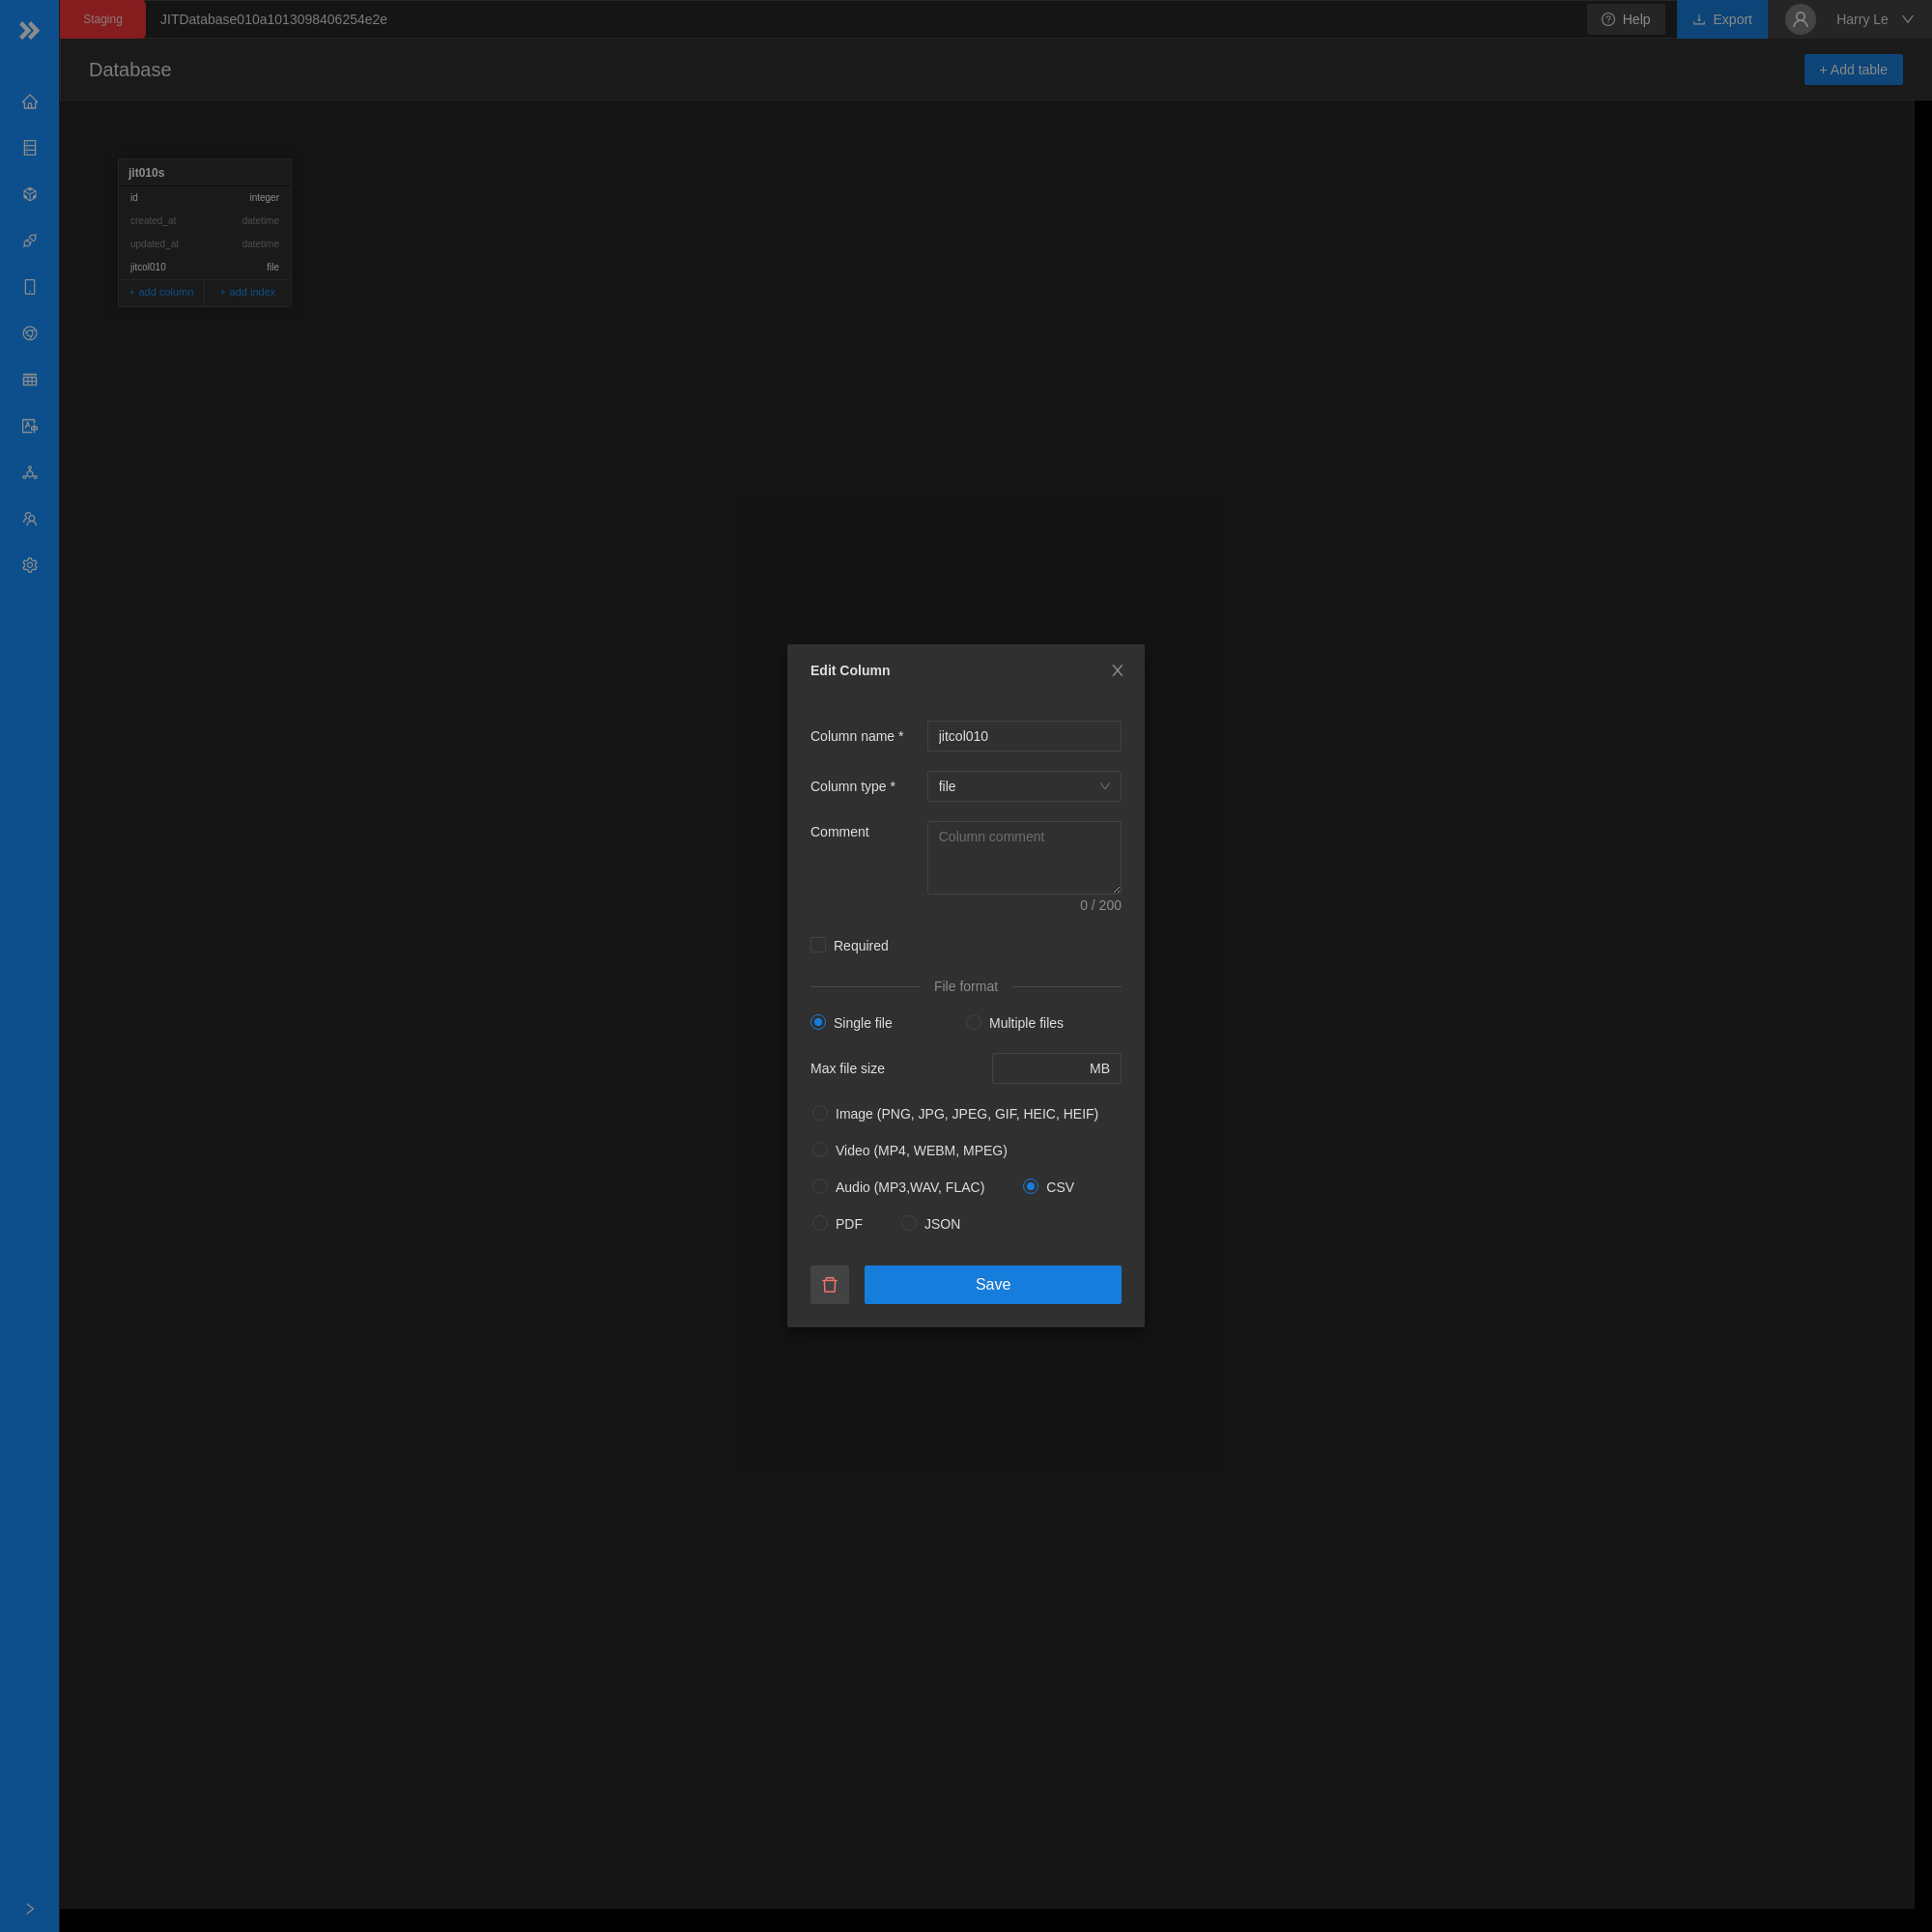 Staging JITDatabase010a1013098406254e2e Help Export Harry Le
Database + Add table
jit010s
id integer
created_at datetime
updated_at datetime
jitcol010 file
+ add column + add index
Edit Column
Column name * jitcol010
Column type * file
Comment Column comment
0 / 200
Required
File format
Single file Multiple files
Max file size MB
Image (PNG, JPG, JPEG, GIF, HEIC, HEIF)
Video (MP4, WEBM, MPEG)
Audio (MP3,WAV, FLAC) CSV
PDF JSON
Save